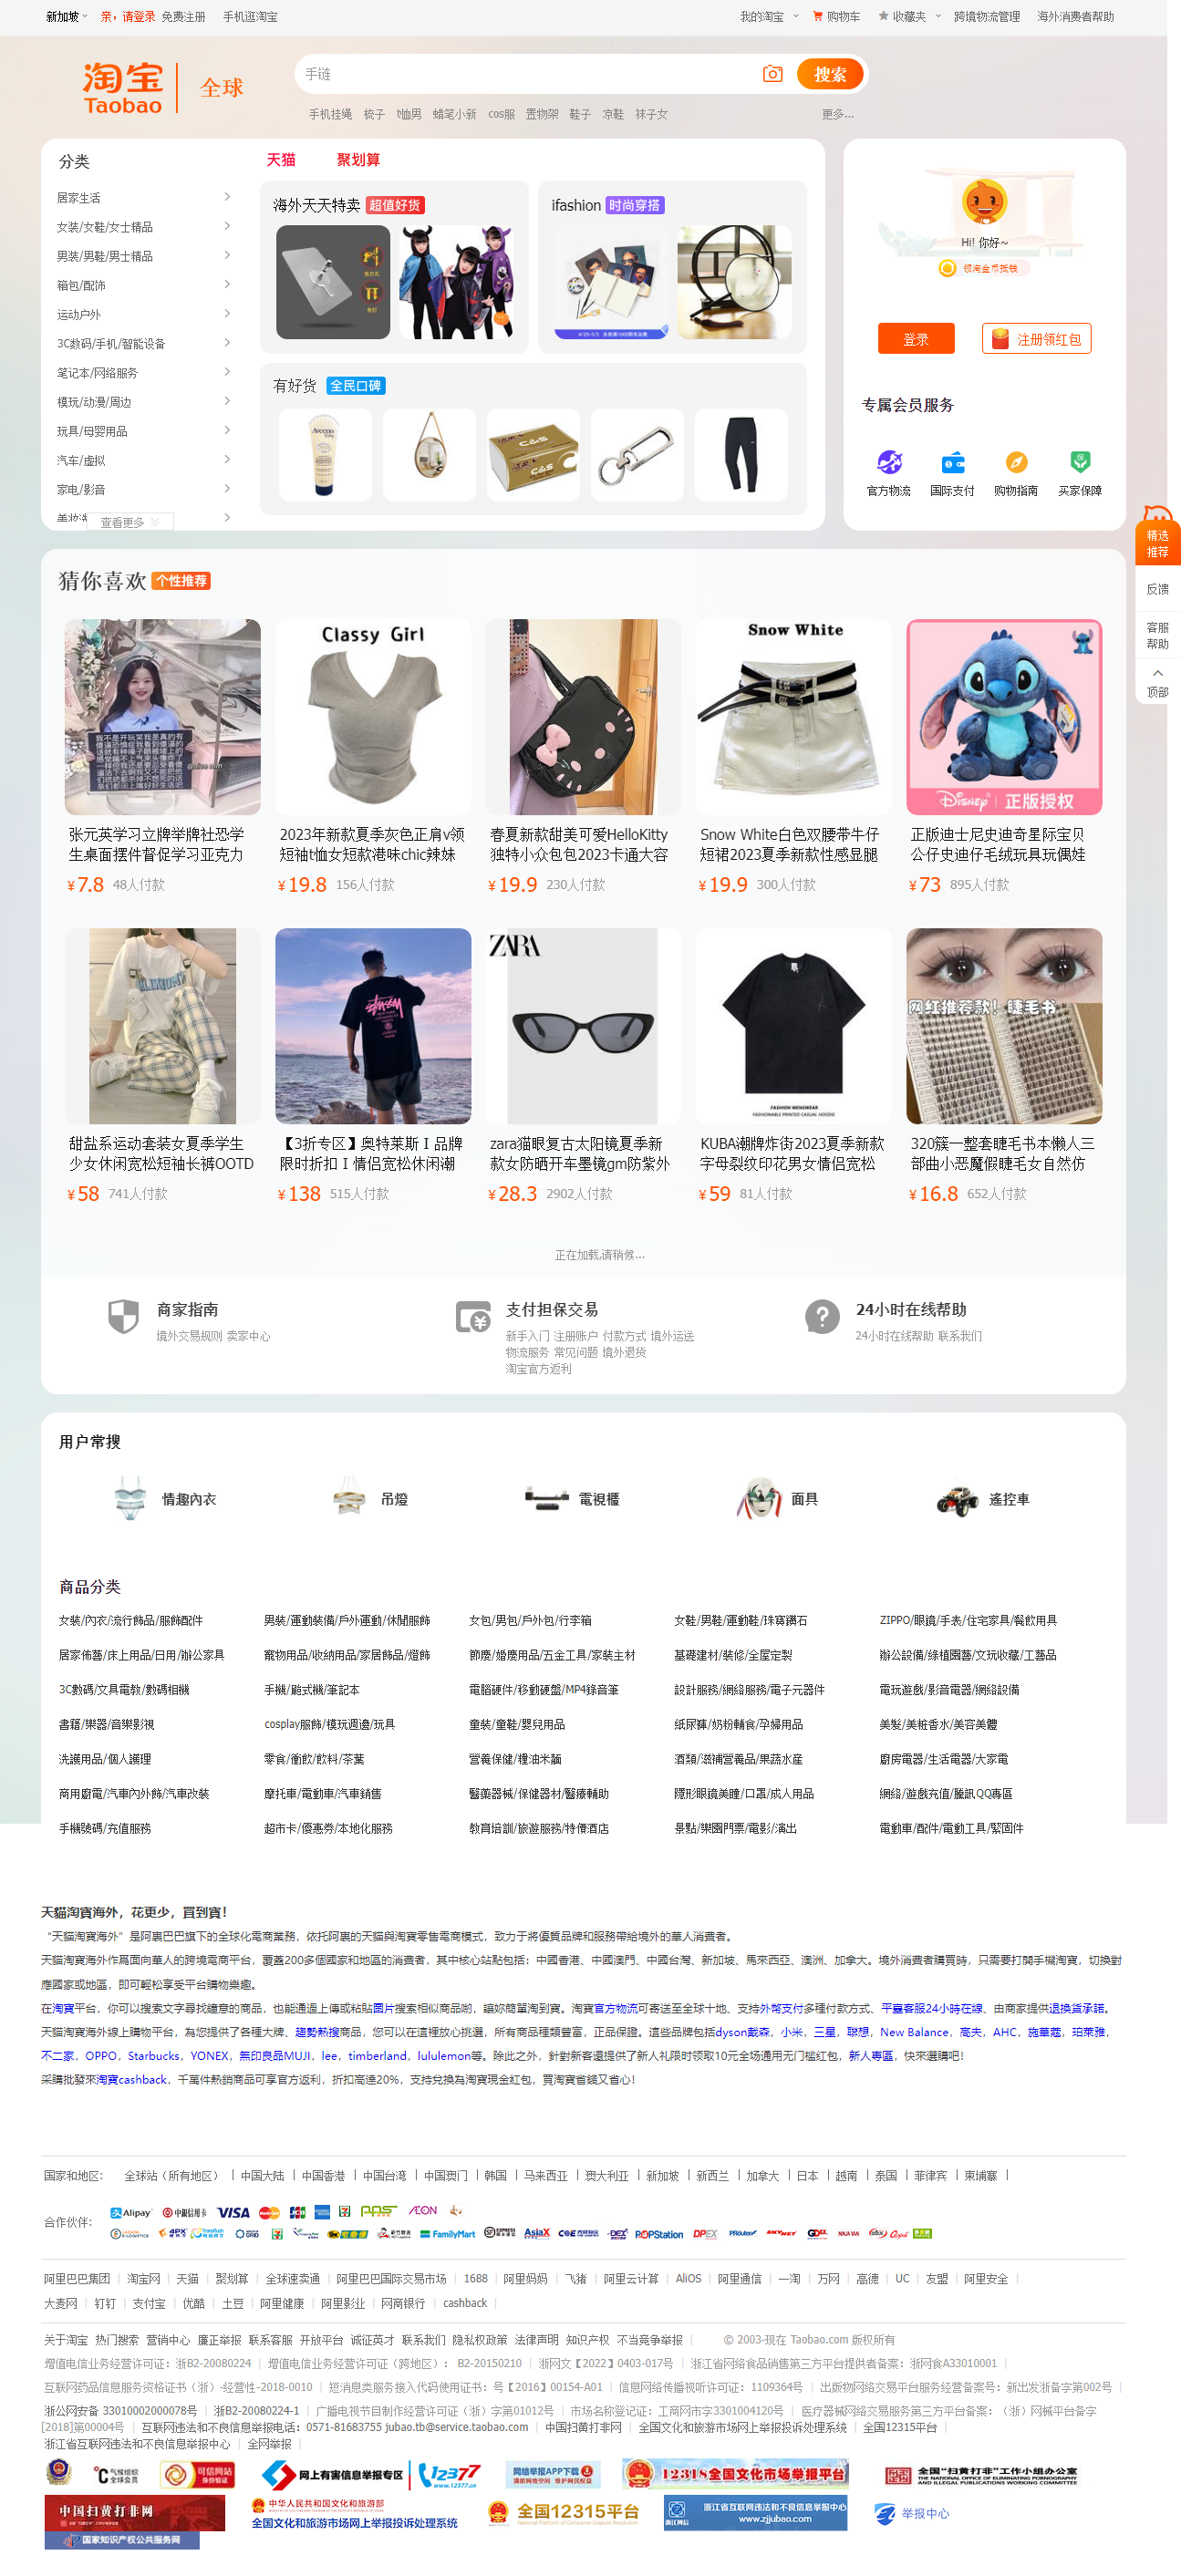 新加坡 亲，请登录 免费注册 手机逛淘宝 我的淘宝 购物车 收藏夹 跨境物流管理 海外消费者帮助
淘宝
Taobao
全球
手链
搜索
手机挂绳 梳子 t恤男 蜡笔小新 cos服 置物架 鞋子 凉鞋 袜子女 更多...
分类
居家生活
女装/女鞋/女士精品
男装/男鞋/男士精品
箱包/配饰
运动户外
3C数码/手机/智能设备
笔记本/网络服务
模玩/动漫/周边
玩具/母婴用品
汽车/虚拟
家电/影音
查看更多
天猫 聚划算
海外天天特卖 超值好货
ifashion 时尚穿搭
有好货 全民口碑
Hi! 你好~
领淘金币抵钱
登录 注册领红包
专属会员服务
官方物流 国际支付 购物指南 买家保障
精选
推荐
反馈
客服
帮助
顶部
猜你喜欢 个性推荐
Classy Girl
Snow White
Disney 正版授权
张元英学习立牌举牌社恐学
生桌面摆件督促学习亚克力
¥7.8 48人付款
2023年新款夏季灰色正肩v领
短袖t恤女短款港味chic辣妹
¥19.8 156人付款
春夏新款甜美可爱HelloKitty
独特小众包包2023卡通大容
¥19.9 230人付款
Snow White白色双腰带牛仔
短裙2023夏季新款性感显腿
¥19.9 300人付款
正版迪士尼史迪奇星际宝贝
公仔史迪仔毛绒玩具玩偶娃
¥73 895人付款
ZARA
FASHION MENSWEAR
FASHIONABLE PRINTED CASUAL HOODIE
网红推荐款！睫毛书
甜盐系运动套装女夏季学生
少女休闲宽松短袖长裤OOTD
¥58 741人付款
【3折专区】奥特莱斯 I 品牌
限时折扣 I 情侣宽松休闲潮
¥138 515人付款
zara猫眼复古太阳镜夏季新
款女防晒开车墨镜gm防紫外
¥28.3 2902人付款
KUBA潮牌炸街2023夏季新款
字母裂纹印花男女情侣宽松
¥59 81人付款
320簇一整套睫毛书本懒人三
部曲小恶魔假睫毛女自然仿
¥16.8 652人付款
正在加载,请稍候...
商家指南
境外交易规则 卖家中心
支付担保交易
新手入门 注册账户 付款方式 境外运送
物流服务 常见问题 境外退货
淘宝官方返利
24小时在线帮助
24小时在线帮助 联系我们
用户常搜
情趣內衣 吊燈 電視櫃 面具 遙控車
商品分类
女裝/內衣/流行飾品/服飾配件 男裝/運動裝備/戶外運動/休閒服飾 女包/男包/戶外包/行李箱 女鞋/男鞋/運動鞋/珠寶鑽石 ZIPPO/眼鏡/手表/住宅家具/餐飲用具
居家佈藝/床上用品/日用/辦公家具 寵物用品/收納用品/家居飾品/燈飾 節慶/婚慶用品/五金工具/家裝主材 基礎建材/裝修/全屋定製 辦公設備/綠植園藝/文玩收藏/工藝品
3C數碼/文具電教/數碼相機 手機/颱式機/筆記本 電腦硬件/移動硬盤/MP4錄音筆 設計服務/網絡服務/電子元器件 電玩遊戲/影音電器/網絡設備
書籍/樂器/音樂影視 cosplay服飾/模玩週邊/玩具 童裝/童鞋/嬰兒用品 紙尿褲/奶粉輔食/孕婦用品 美髮/美粧香水/美容美體
洗護用品/個人護理 零食/衝飲/飲料/茶葉 營養保健/糧油米麵 酒類/滋補營養品/果蔬水産 廚房電器/生活電器/大家電
商用廚電/汽車內外飾/汽車改裝 摩托車/電動車/汽車銷售 醫藥器械/保健器材/醫療輔助 隱形眼鏡美瞳/口罩/成人用品 網絡/遊戲充值/騰訊QQ專區
手機號碼/充值服務 超市卡/優惠劵/本地化服務 教育培訓/旅遊服務/特價酒店 景點/樂園門票/電影/演出 電動車/配件/電動工具/緊固件
天貓淘寶海外，花更少，買到寶！
“天貓淘寶海外”是阿裏巴巴旗下的全球化電商業務，依托阿裏的天貓與淘寶零售電商模式，致力于將優質品牌和服務帶給境外的華人消費者。
天貓淘寶海外作爲面向華人的跨境電商平台，覆蓋200多個國家和地區的消費者，其中核心站點包括：中國香港、中國澳門、中國台灣、新加坡、馬來西亞、澳洲、加拿大。境外消費者購買時，只需要打開手機淘寶，切換對
應國家或地區，即可輕松享受平台購物樂趣。
在淘寶平台，你可以搜索文字尋找鍾意的商品，也能通過上傳或粘貼圖片搜索相似商品喲，讓妳簡單淘到寶。淘寶官方物流可寄送至全球十地、支持外幣支付多種付款方式、平臺客服24小時在線、由商家提供退換貨承諾。
天貓淘寶海外線上購物平台，為您提供了各種大牌、趨勢熱搜商品，您可以在這裡放心挑選，所有商品種類豐富，正品保證。這些品牌包括dyson戴森，小米，三星，聯想，New Balance，高夫，AHC，施華蔻，珀萊雅，
不二家，OPPO，Starbucks，YONEX，無印良品MUJI，lee，timberland，lululemon等。除此之外，針對新客還提供了新人礼限时领取10元全场通用无门槛红包，新人專區，快來選購吧！
采購批發來淘寶cashback，千萬件熱銷商品可享官方返利，折扣高達20%，支持兌換為淘寶現金紅包，買淘寶省錢又省心！
国家和地区： 全球站（所有地区） | 中国大陆 | 中国香港 | 中国台湾 | 中国澳门 | 韩国 | 马来西亚 | 澳大利亚 | 新加坡 | 新西兰 | 加拿大 | 日本 | 越南 | 泰国 | 菲律宾 | 柬埔寨 |
合作伙伴：
Alipay 中銀信用卡 VISA MasterCard JCB AEON
FamilyMart AsiaX POPStation DPEX SKYNET NINJA VAN
阿里巴巴集团 | 淘宝网 | 天猫 | 聚划算 | 全球速卖通 | 阿里巴巴国际交易市场 | 1688 | 阿里妈妈 | 飞猪 | 阿里云计算 | AliOS | 阿里通信 | 一淘 | 万网 | 高德 | UC | 友盟 | 阿里安全 |
大麦网 | 钉钉 | 支付宝 | 优酷 | 土豆 | 阿里健康 | 阿里影业 | 网商银行 | cashback |
关于淘宝 热门搜索 营销中心 廉正举报 联系客服 开放平台 诚征英才 联系我们 隐私权政策 法律声明 知识产权 不当竞争举报 | © 2003-现在 Taobao.com 版权所有
增值电信业务经营许可证：浙B2-20080224 | 增值电信业务经营许可证（跨地区）： B2-20150210 | 浙网文【2022】0403-017号 | 浙江省网络食品销售第三方平台提供者备案：浙网食A33010001 |
互联网药品信息服务资格证书（浙）-经营性-2018-0010 | 短消息类服务接入代码使用证书：号【2016】00154-A01 | 信息网络传播视听许可证：1109364号 | 出版物网络交易平台服务经营备案号：新出发浙备字第002号 |
浙公网安备 33010002000078号 | 浙B2-20080224-1 | 广播电视节目制作经营许可证（浙）字第01012号 | 市场名称登记证：工商网市字3301004120号 | 医疗器械网络交易服务第三方平台备案：（浙）网械平台备字
[2018]第00004号 | 互联网违法和不良信息举报电话：0571-81683755 jubao.tb@service.taobao.com | 中国扫黄打非网 | 全国文化和旅游市场网上举报投诉处理系统 | 全国12315平台 |
浙江省互联网违法和不良信息举报中心 | 全网举报 |
气候组织
全球会员
可信网站
身份验证
网上有害信息举报专区 12377
www.12377.cn
网络举报APP下载
清朗网络空间 维护网民权益
12318全国文化市场举报平台
全国"扫黄打非"工作小组办公室
中国扫黄打非网
中华人民共和国文化和旅游部
全国文化和旅游市场网上举报投诉处理系统
全国12315平台
浙江省互联网违法和不良信息举报中心
www.zjjubao.com
举报中心
国家知识产权公共服务网